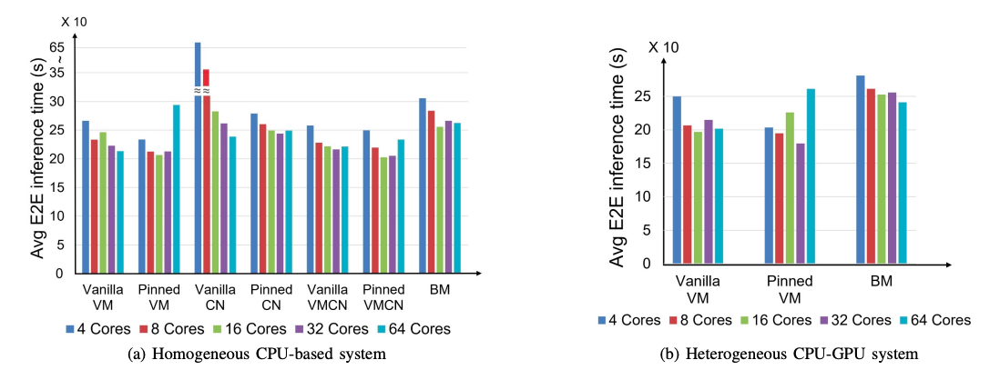 X 10
Avg E2E inference time (s)
65
~
35
30
25
20
15
10
5
0
Vanilla VM
Pinned VM
Vanilla CN
Pinned CN
Vanilla VMCN
Pinned VMCN
BM
4 Cores 8 Cores 16 Cores 32 Cores 64 Cores
(a) Homogeneous CPU-based system
X 10
Avg E2E inference time (s)
25
20
15
10
5
0
Vanilla VM
Pinned VM
BM
4 Cores 8 Cores 16 Cores 32 Cores 64 Cores
(b) Heterogeneous CPU-GPU system